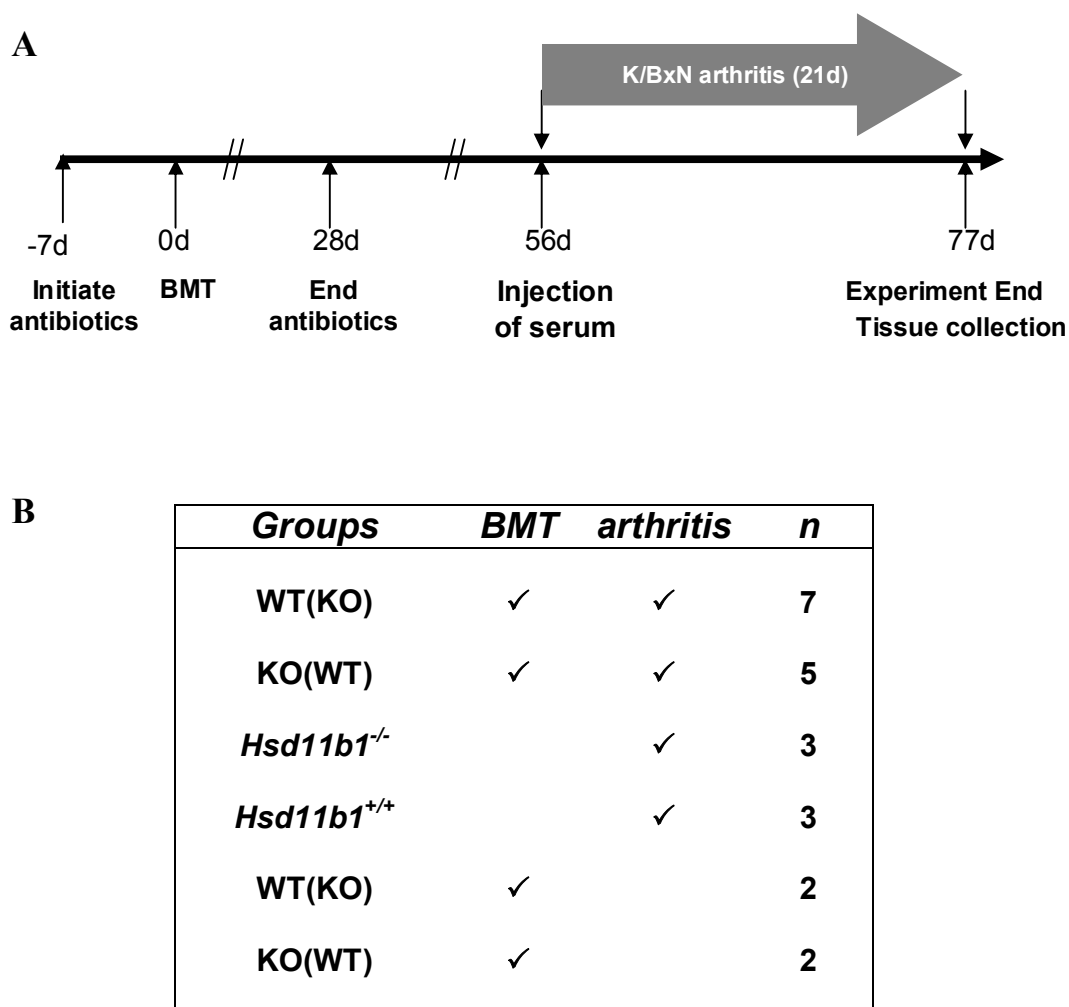 A
K/BxN arthritis (21d)
-7d 0d 28d 56d 77d
Initiate antibiotics
BMT
End antibiotics
Injection of serum
Experiment End
Tissue collection
B
Groups BMT arthritis n
WT(KO) ✓ ✓ 7
KO(WT) ✓ ✓ 5
Hsd11b1-/- ✓ 3
Hsd11b1+/+ ✓ 3
WT(KO) ✓ 2
KO(WT) ✓ 2